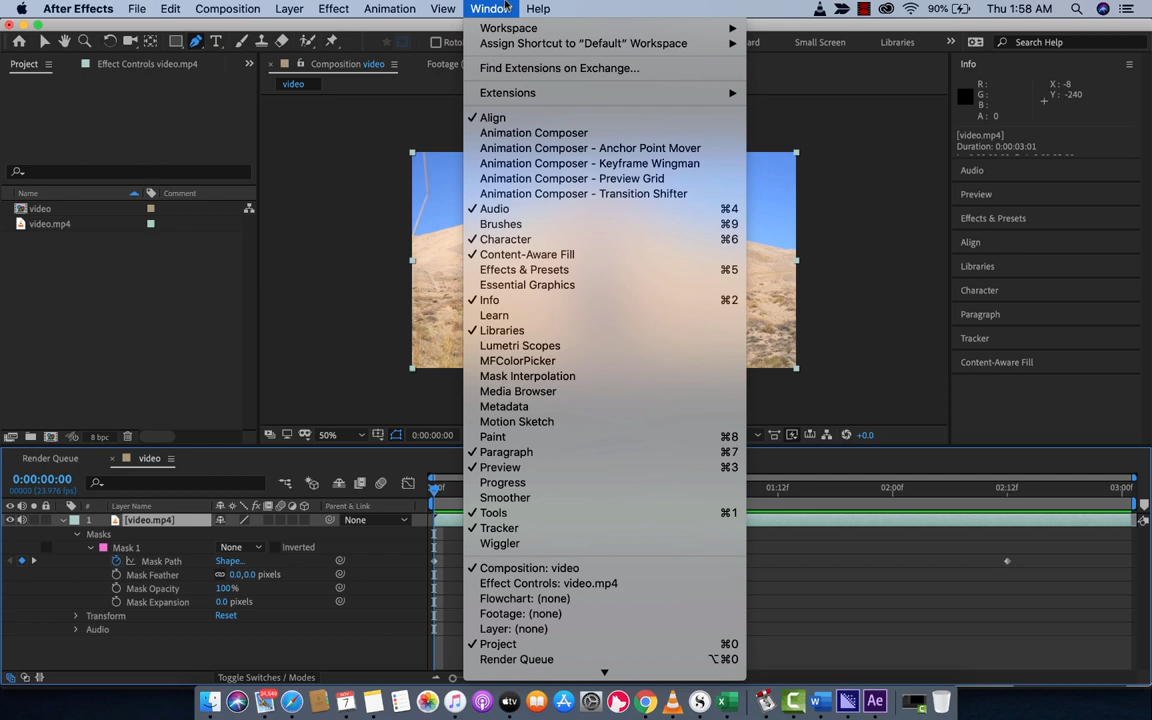 After Effects File Edit Composition Layer Effect Animation View Window Help 90% Thu 1:58 AM
Roto Small Screen Libraries Search Help
Project Effect Controls video.mp4 Composition video Footage Info
video
R: X: -8
G: Y: -240
B:
A: 0
[video.mp4]
Duration: 0:00:03:01
Audio
Preview
Effects & Presets
Align
Libraries
Character
Paragraph
Tracker
Content-Aware Fill
Name Comment
video
video.mp4
Workspace
Assign Shortcut to “Default” Workspace
Find Extensions on Exchange...
Extensions
Align
Animation Composer
Animation Composer - Anchor Point Mover
Animation Composer - Keyframe Wingman
Animation Composer - Preview Grid
Animation Composer - Transition Shifter
Audio ⌘4
Brushes ⌘9
Character ⌘6
Content-Aware Fill
Effects & Presets ⌘5
Essential Graphics
Info ⌘2
Learn
Libraries
Lumetri Scopes
MFColorPicker
Mask Interpolation
Media Browser
Metadata
Motion Sketch
Paint ⌘8
Paragraph ⌘7
Preview ⌘3
Progress
Smoother
Tools ⌘1
Tracker
Wiggler
Composition: video
Effect Controls: video.mp4
Flowchart: (none)
Footage: (none)
Layer: (none)
Project ⌘0
Render Queue ⌥⌘0
8 bpc 50% 0:00:00:00 +0.0
Render Queue video
0:00:00:00
00000 (23.976 fps)
01:12f 02:00f 02:12f 03:00f
# Layer Name Parent & Link
1 [video.mp4] None
Masks
Mask 1 None Inverted
Mask Path Shape...
Mask Feather 0.0,0.0 pixels
Mask Opacity 100%
Mask Expansion 0.0 pixels
Transform Reset
Audio
Toggle Switches / Modes